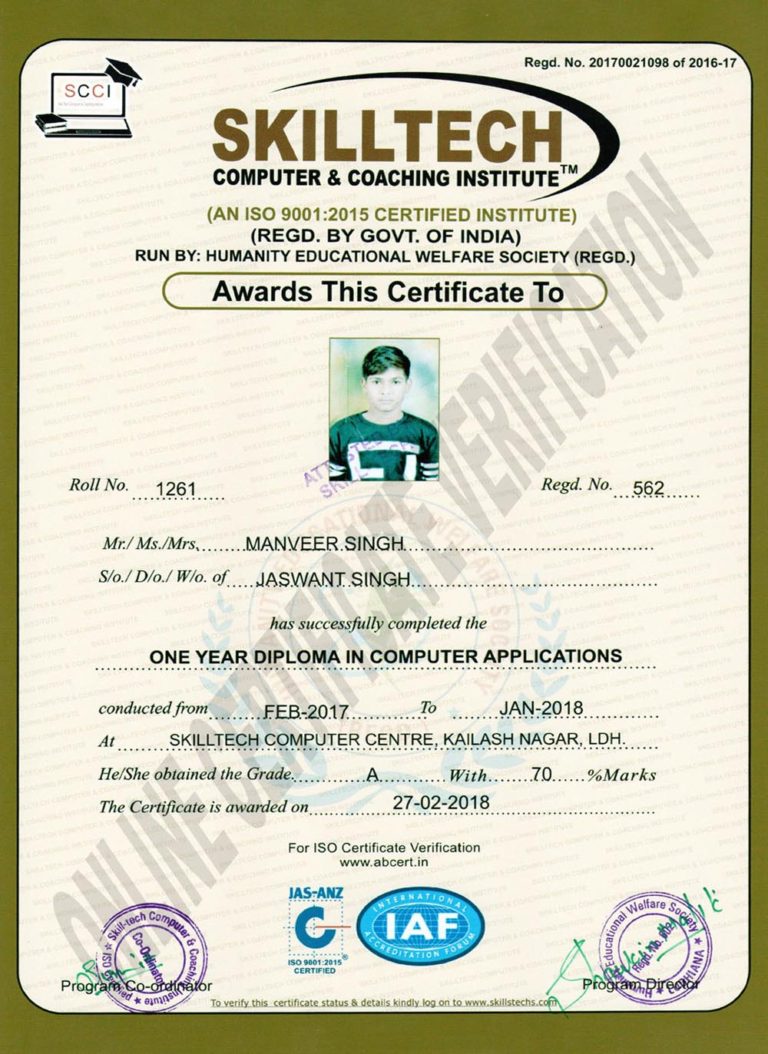 Regd. No. 20170021098 of 2016-17
SCCI
SKILLTECH
COMPUTER & COACHING INSTITUTE™
(AN ISO 9001:2015 CERTIFIED INSTITUTE)
(REGD. BY GOVT. OF INDIA)
RUN BY: HUMANITY EDUCATIONAL WELFARE SOCIETY (REGD.)
Awards This Certificate To
Roll No. 1261
Regd. No. 562
Mr./ Ms./Mrs. MANVEER SINGH
S/o./ D/o./ W/o. of JASWANT SINGH
has successfully completed the
ONE YEAR DIPLOMA IN COMPUTER APPLICATIONS
conducted from FEB-2017 To JAN-2018
At SKILLTECH COMPUTER CENTRE, KAILASH NAGAR, LDH.
He/She obtained the Grade. A With 70 %Marks
The Certificate is awarded on 27-02-2018
For ISO Certificate Verification
www.abcert.in
JAS-ANZ
C
ISO 9001:2015
CERTIFIED
INTERNATIONAL
IAF
ACCREDITATION FORUM
Skill-tech Computer & Coaching Institute
Co-Ordinator
Educational Welfare Society
Regd. No.
LUDHIANA
Program Co-ordinator
Program Director
To verify this certificate status & details kindly log on to www.skillstechs.com
ONLINE CERTIFICATE VERIFICATION